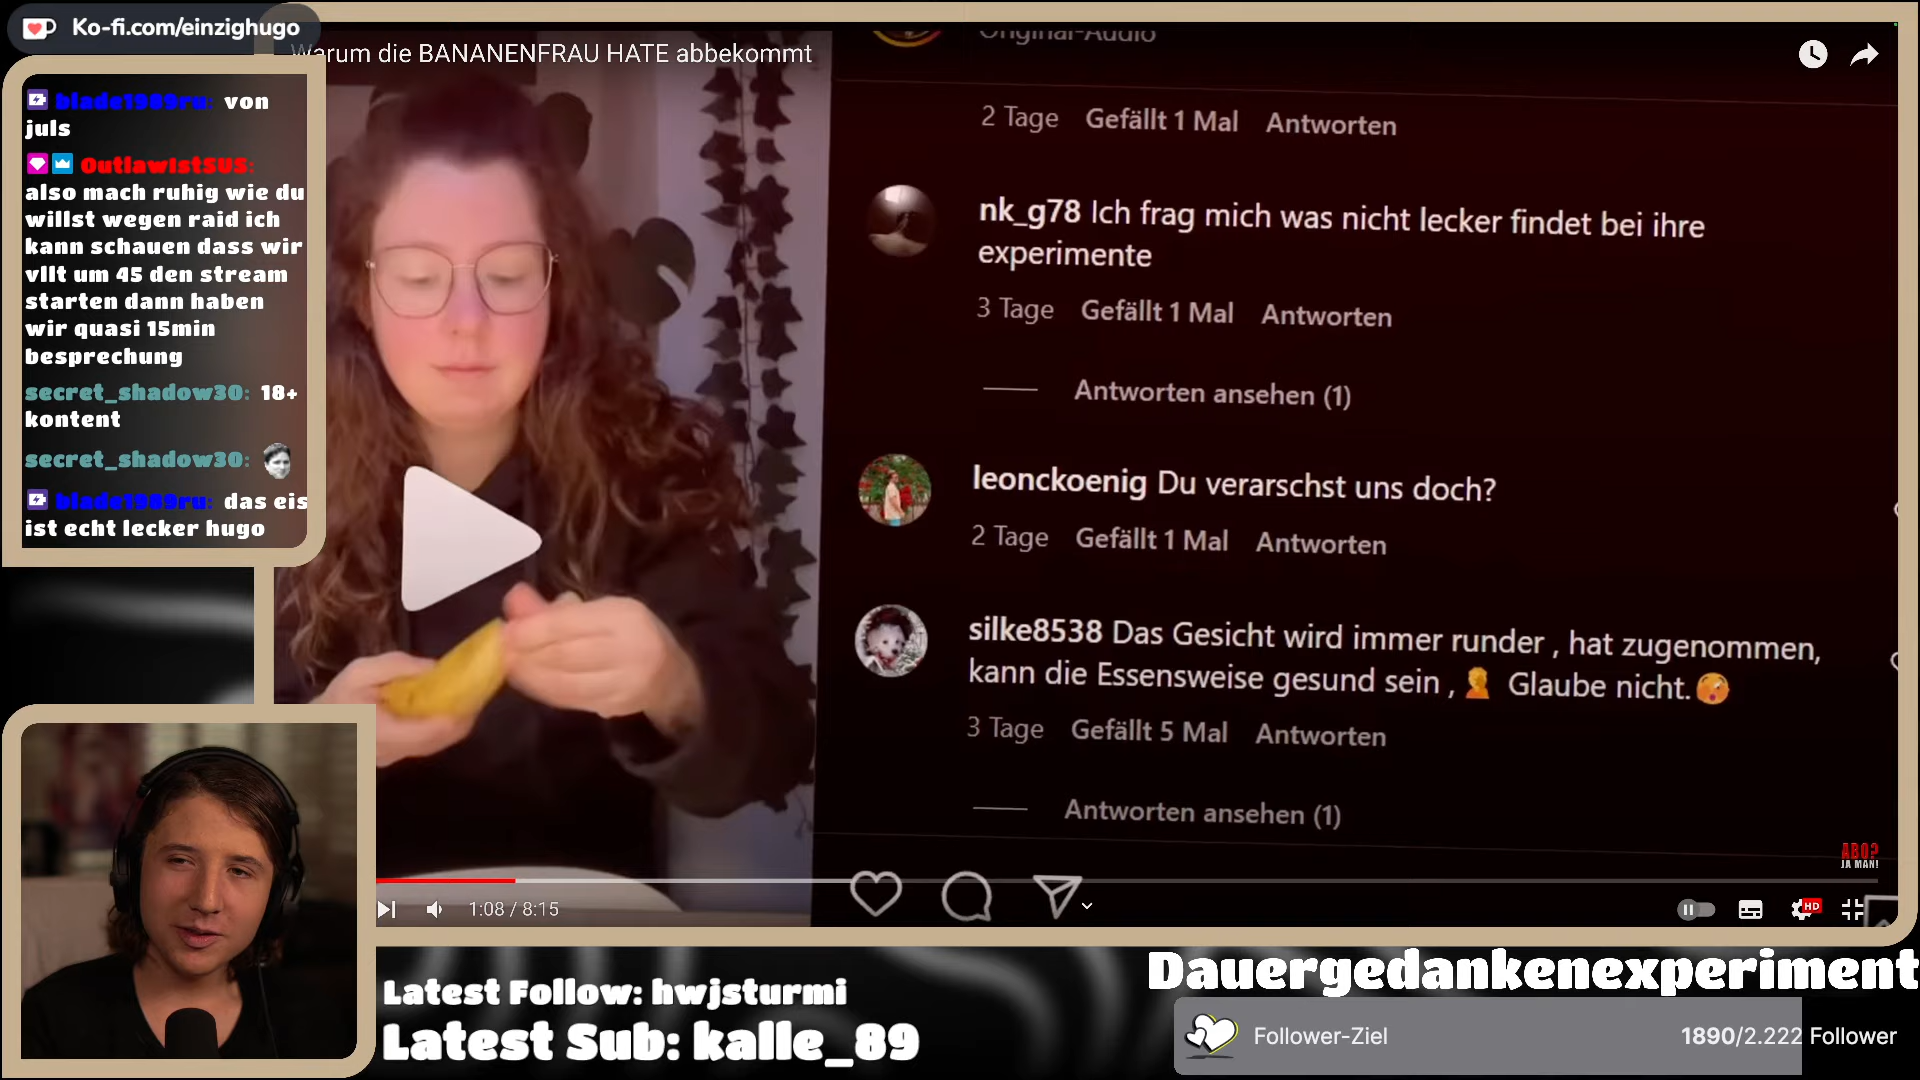 Ko-fi.com/einzighugo
Warum die BANANENFRAU HATE abbekommt
blade1989ru: von
juls
OutlawistSUS:
also mach ruhig wie du
willst wegen raid ich
kann schauen dass wir
vllt um 45 den stream
starten dann haben
wir quasi 15min
besprechung
secret_shadow30: 18+
kontent
secret_shadow30:
blade1989ru: das eis
ist echt lecker hugo
Original-Audio
2 Tage Gefällt 1 Mal Antworten
nk_g78 Ich frag mich was nicht lecker findet bei ihre
experimente
3 Tage Gefällt 1 Mal Antworten
Antworten ansehen (1)
leonckoenig Du verarschst uns doch?
2 Tage Gefällt 1 Mal Antworten
silke8538 Das Gesicht wird immer runder , hat zugenommen,
kann die Essensweise gesund sein , Glaube nicht.
3 Tage Gefällt 5 Mal Antworten
Antworten ansehen (1)
ABO?
JA MAN!
1:08 / 8:15
HD
Latest Follow: hwjsturmi
Latest Sub: kalle_89
Dauergedankenexperiment
Follower-Ziel 1890/2.222 Follower